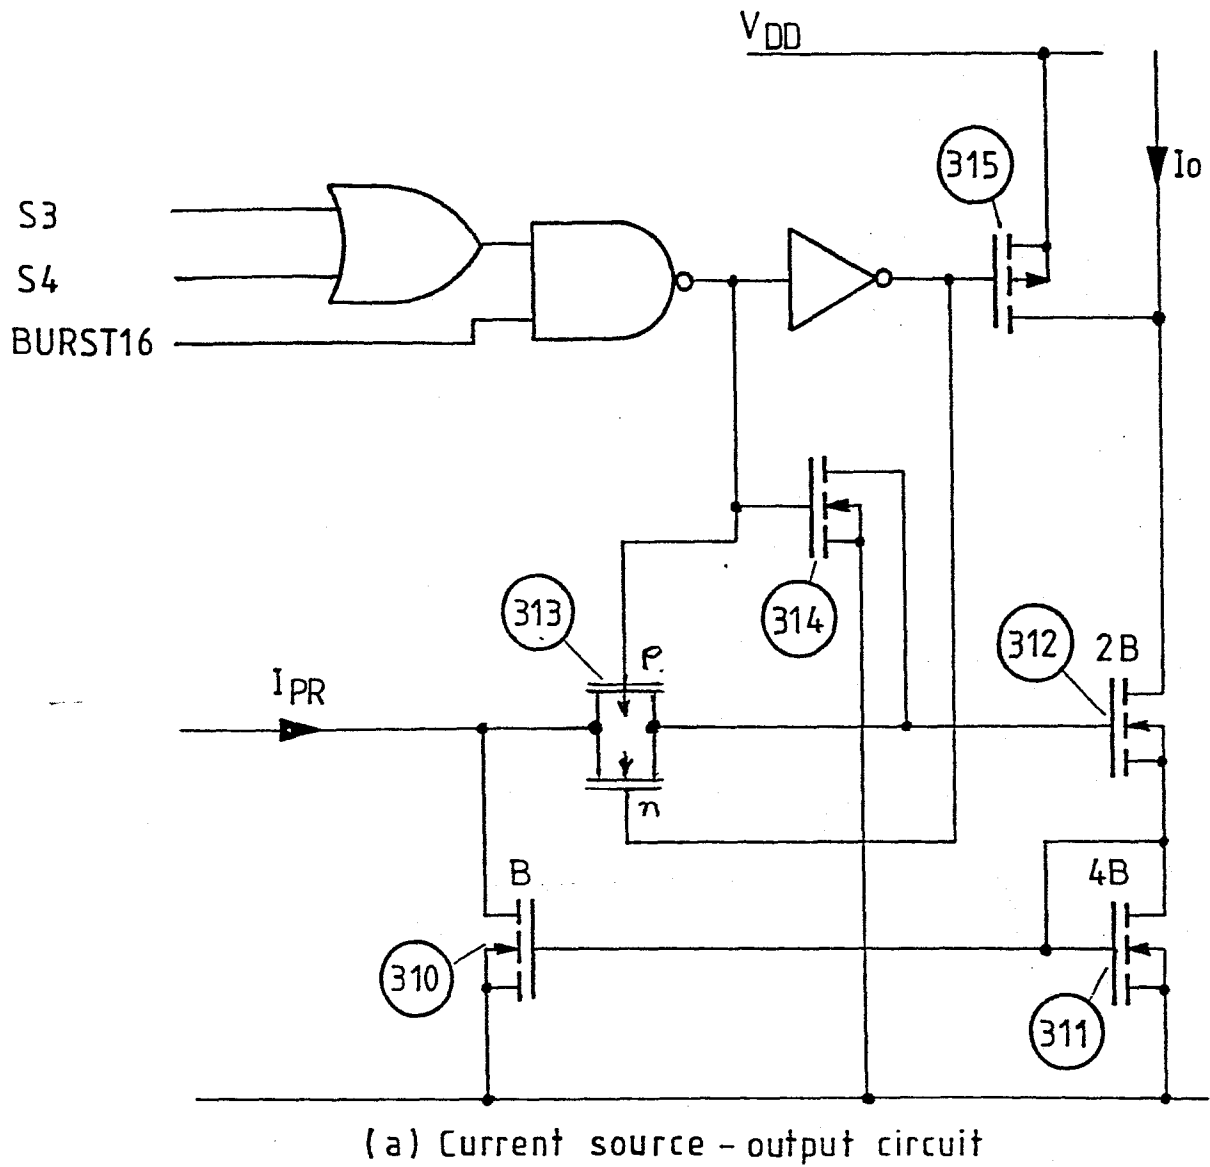 VDD
315
Io
S3
S4
BURST16
313
314
312
2B
p
IPR
n
B
4B
310
311
(a) Current source - output circuit